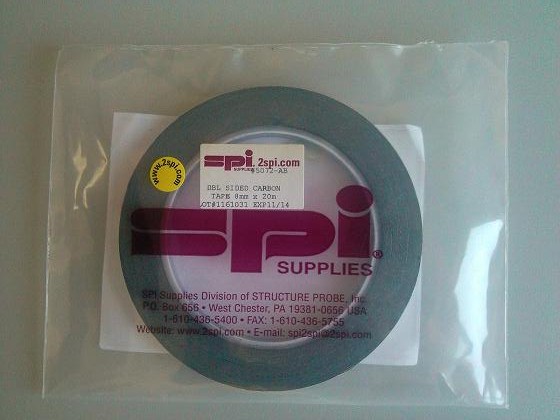 www.2spi.com
spi SUPPLIES 2spi.com
#5072-AB
DBL SIDED CARBON
TAPE 8mm x 20m
LOT#1161031 EXP11/14
spi®
SUPPLIES
SPI Supplies Division of STRUCTURE PROBE, Inc.
P.O. Box 656 • West Chester, PA 19381-0656 USA
1-610-436-5400 • FAX: 1-610-436-5755
Website: www.2spi.com • E-mail: spi2spi@2spi.com